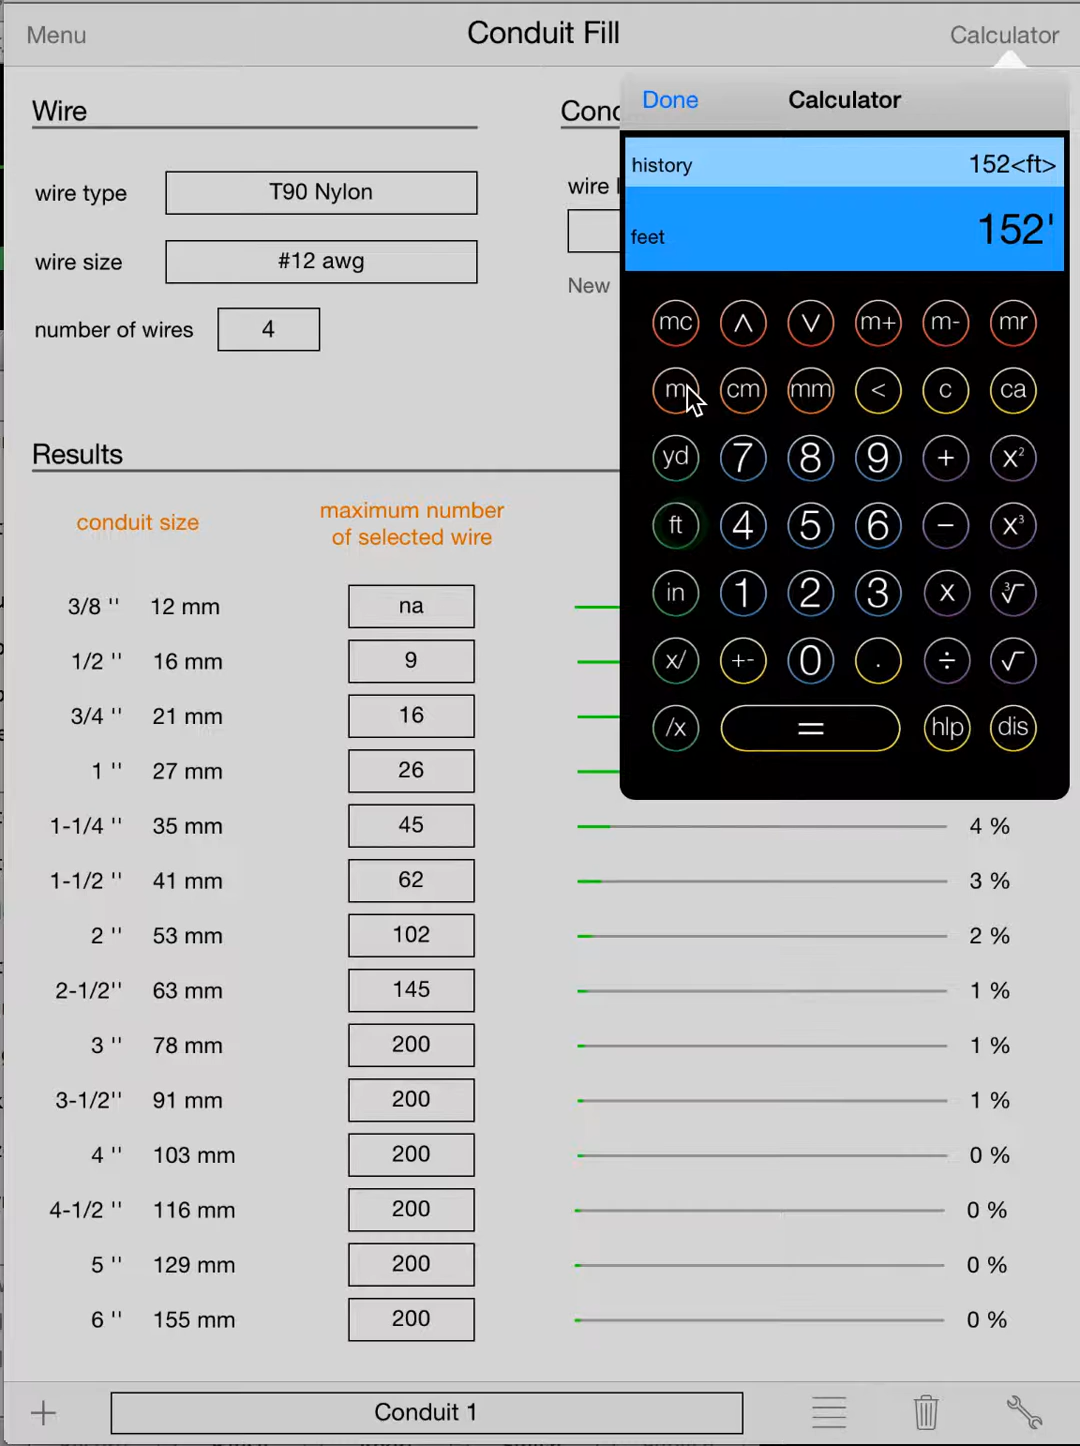 Menu
Conduit Fill
Calculator
Wire
wire type
T90 Nylon
wire size
#12 awg
number of wires
4
wire
New
Done
Calculator
history
152<ft>
feet
152'
mc ∧ ∨ m+ m- mr
m cm mm < c ca
yd 7 8 9 + x²
ft 4 5 6 − x³
in 1 2 3 x ∛
x/ +- 0 . ÷ √
/x = hlp dis
Results
conduit size
maximum number
of selected wire
3/8 '' 12 mm na
1/2 '' 16 mm 9
3/4 '' 21 mm 16
1 '' 27 mm 26
1-1/4 '' 35 mm 45 4 %
1-1/2 '' 41 mm 62 3 %
2 '' 53 mm 102 2 %
2-1/2'' 63 mm 145 1 %
3 '' 78 mm 200 1 %
3-1/2'' 91 mm 200 1 %
4 '' 103 mm 200 0 %
4-1/2 '' 116 mm 200 0 %
5 '' 129 mm 200 0 %
6 '' 155 mm 200 0 %
Conduit 1